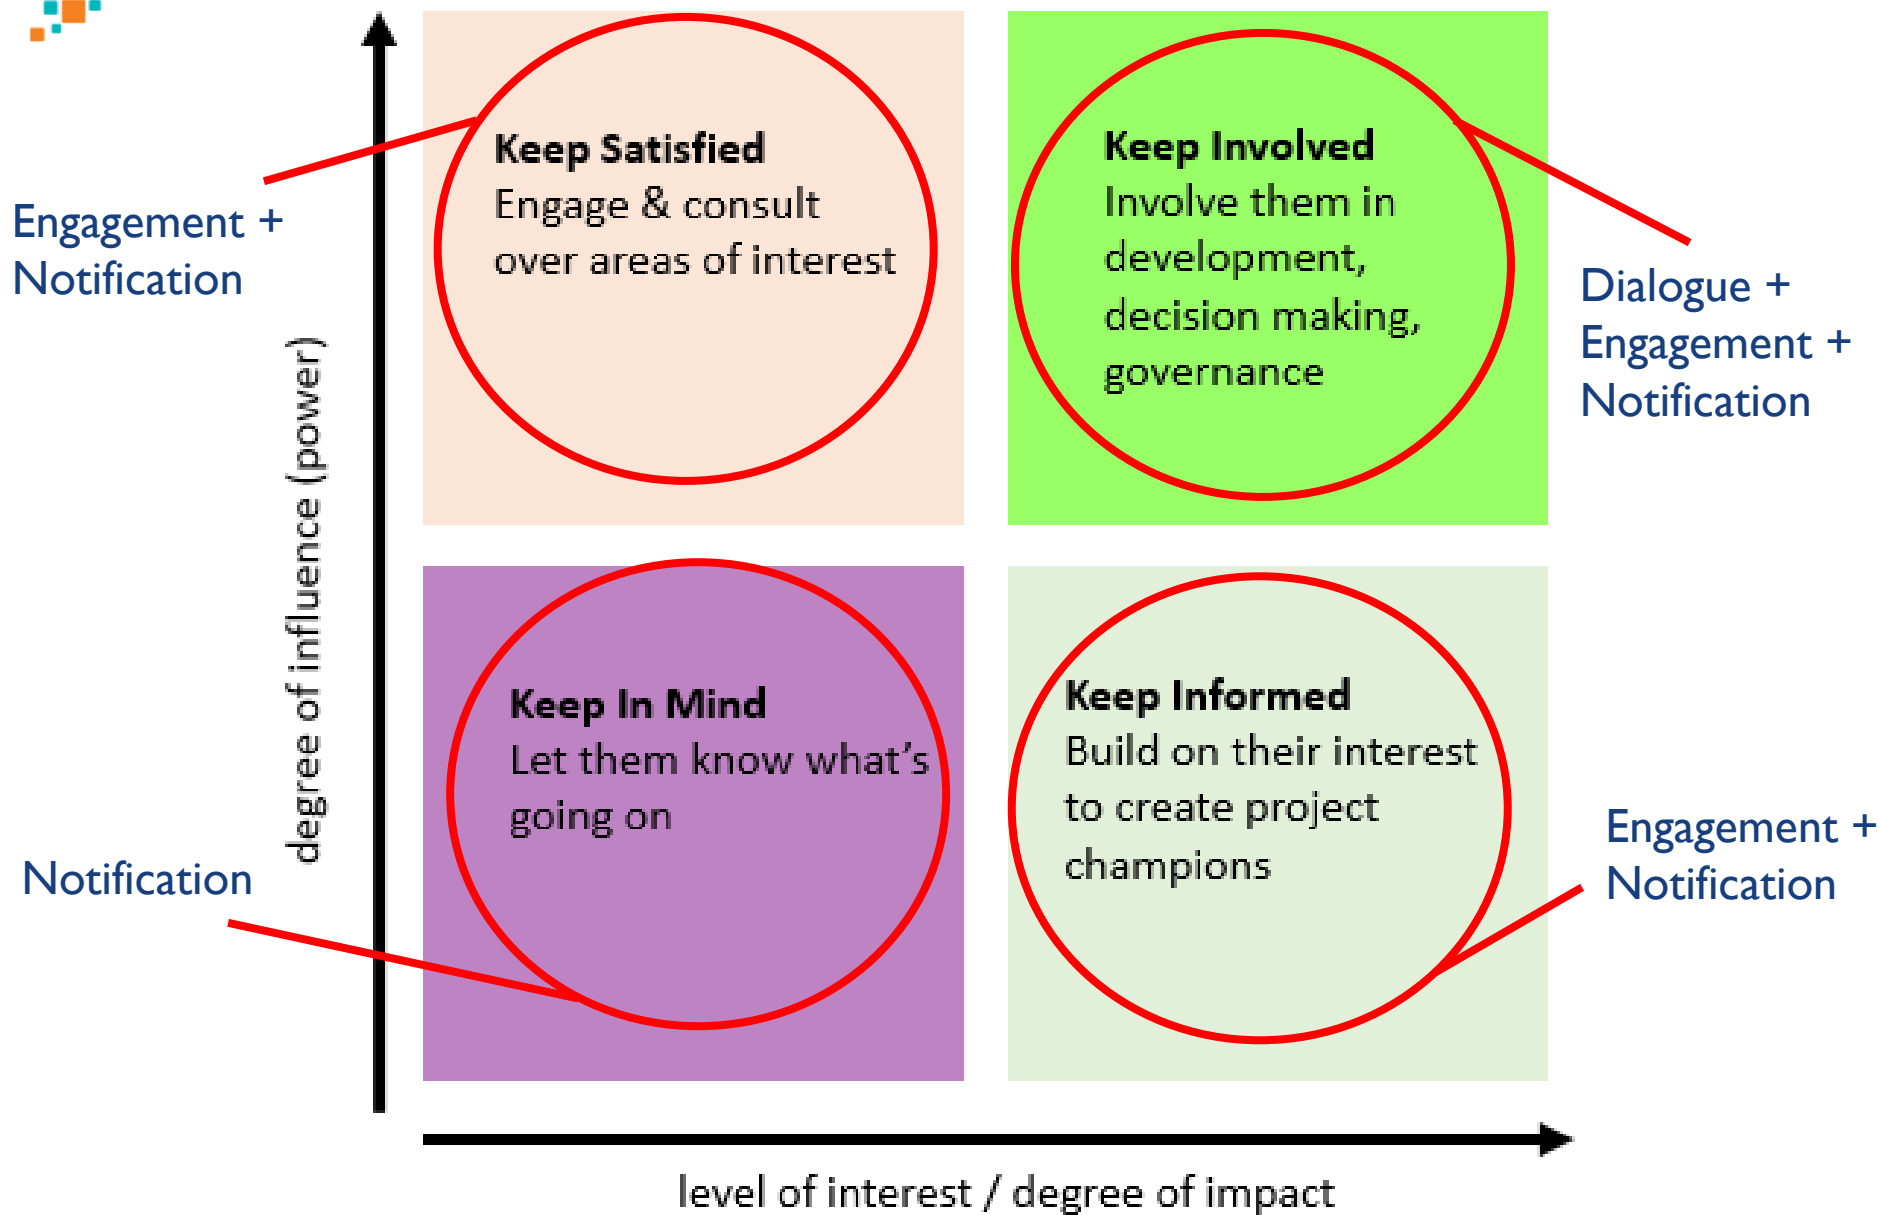 Keep Satisfied
Engage & consult
over areas of interest
Keep Involved
Involve them in
development,
decision making,
governance
Engagement +
Notification
Dialogue +
Engagement +
Notification
degree of influence (power)
Keep In Mind
Let them know what's
going on
Keep Informed
Build on their interest
to create project
champions
Notification
Engagement +
Notification
level of interest / degree of impact